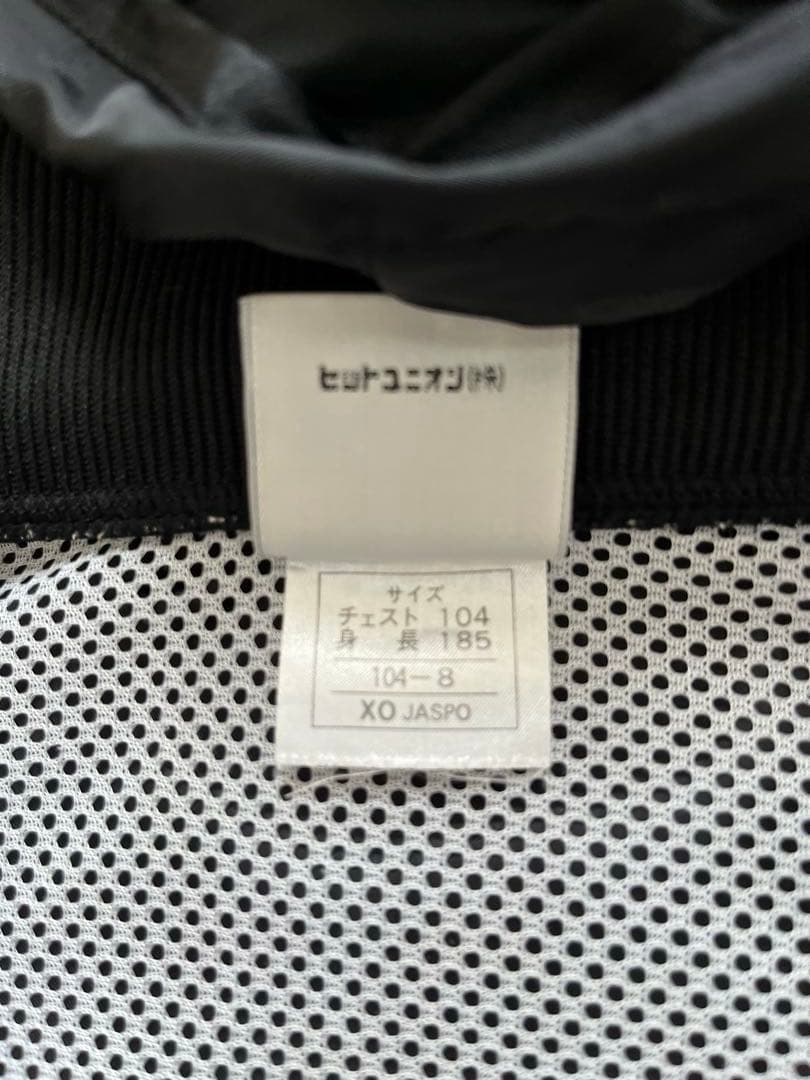 ヒットユニオン(株)
サイズ
チェスト 104
身 長 185
104-8
XO JASPO